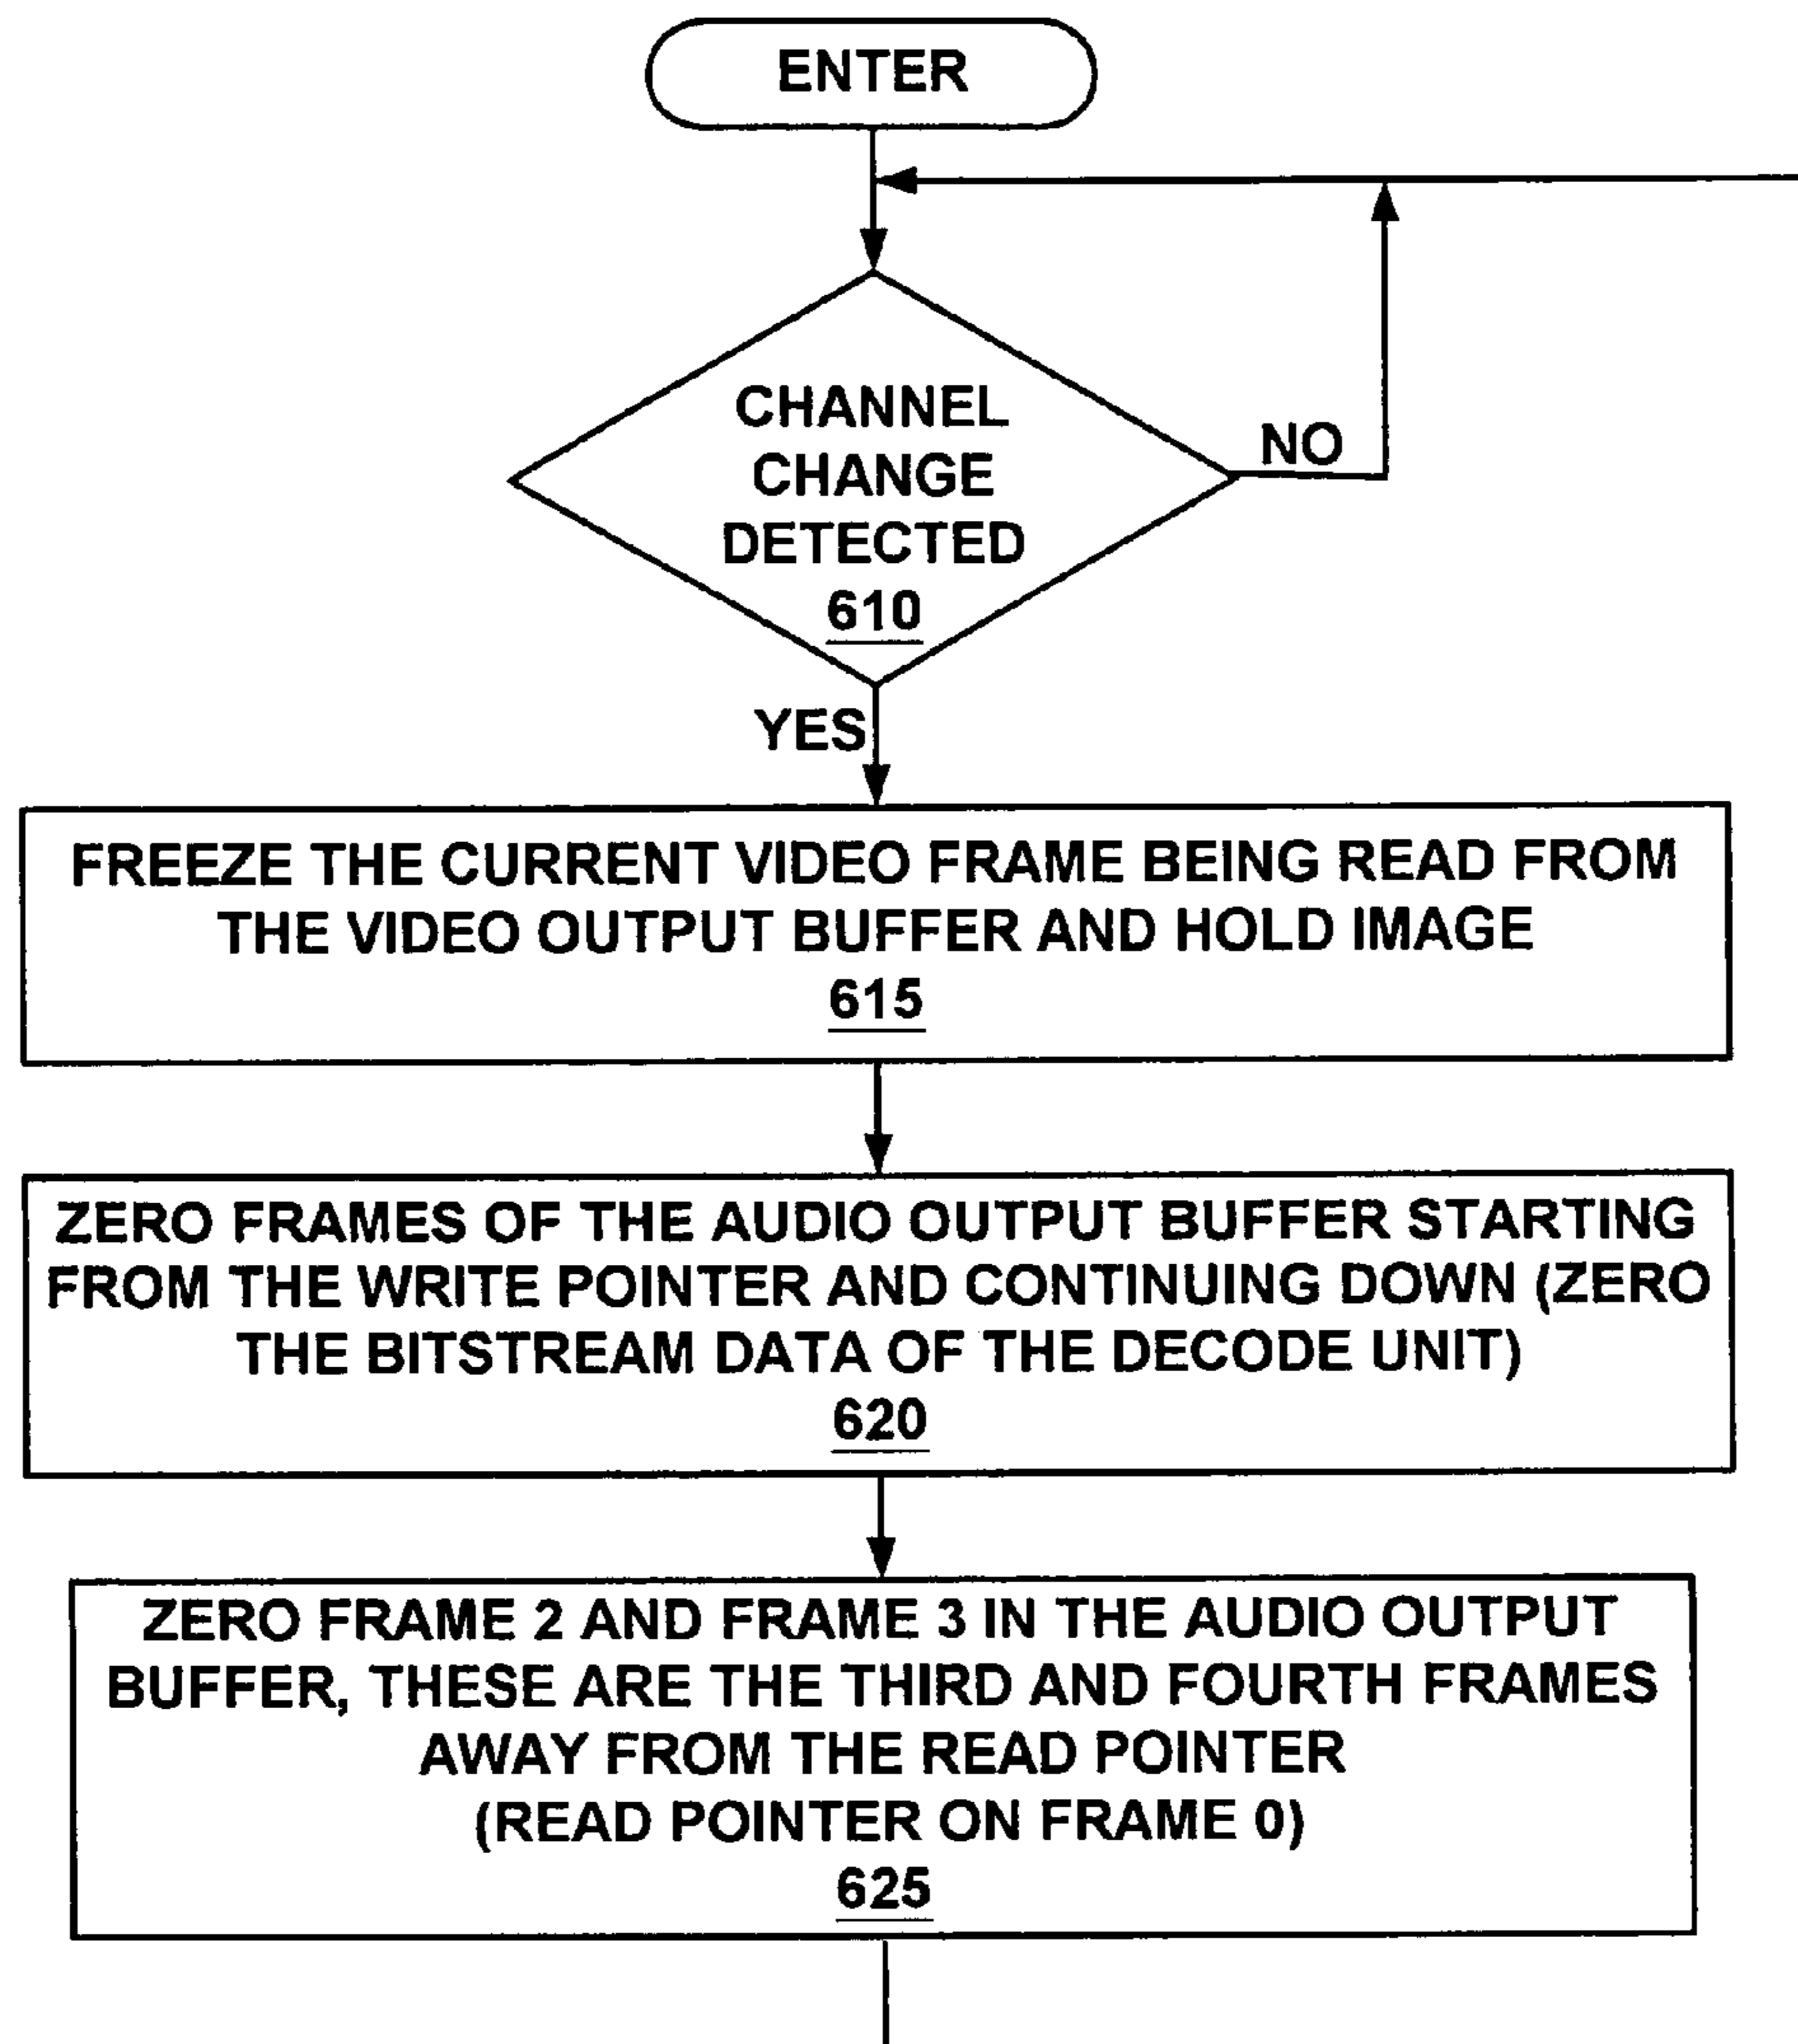 ENTER
CHANNEL
CHANGE
DETECTED
610
NO
YES
FREEZE THE CURRENT VIDEO FRAME BEING READ FROM
THE VIDEO OUTPUT BUFFER AND HOLD IMAGE
615
ZERO FRAMES OF THE AUDIO OUTPUT BUFFER STARTING
FROM THE WRITE POINTER AND CONTINUING DOWN (ZERO
THE BITSTREAM DATA OF THE DECODE UNIT)
620
ZERO FRAME 2 AND FRAME 3 IN THE AUDIO OUTPUT
BUFFER, THESE ARE THE THIRD AND FOURTH FRAMES
AWAY FROM THE READ POINTER
(READ POINTER ON FRAME 0)
625